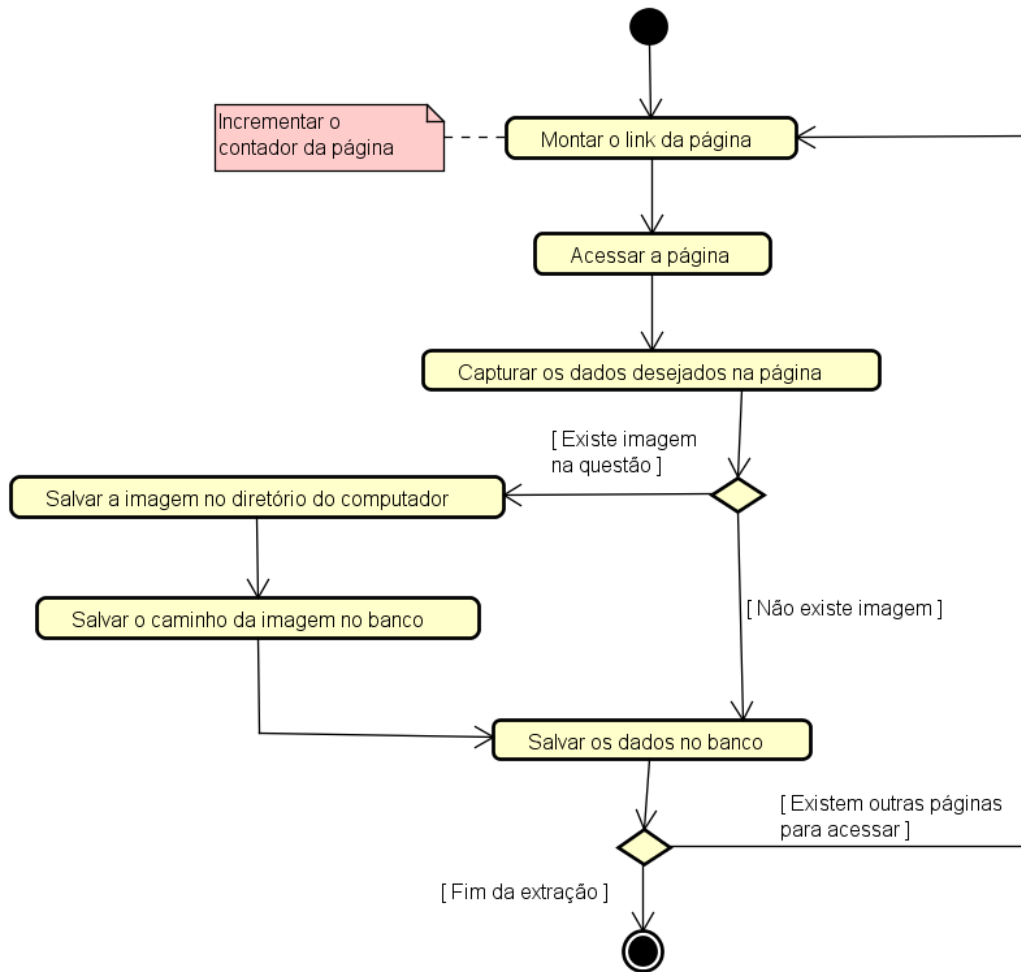 Incrementar o
contador da página
Montar o link da página
Acessar a página
Capturar os dados desejados na página
[ Existe imagem
na questão ]
Salvar a imagem no diretório do computador
Salvar o caminho da imagem no banco
[ Não existe imagem ]
Salvar os dados no banco
[ Existem outras páginas
para acessar ]
[ Fim da extração ]